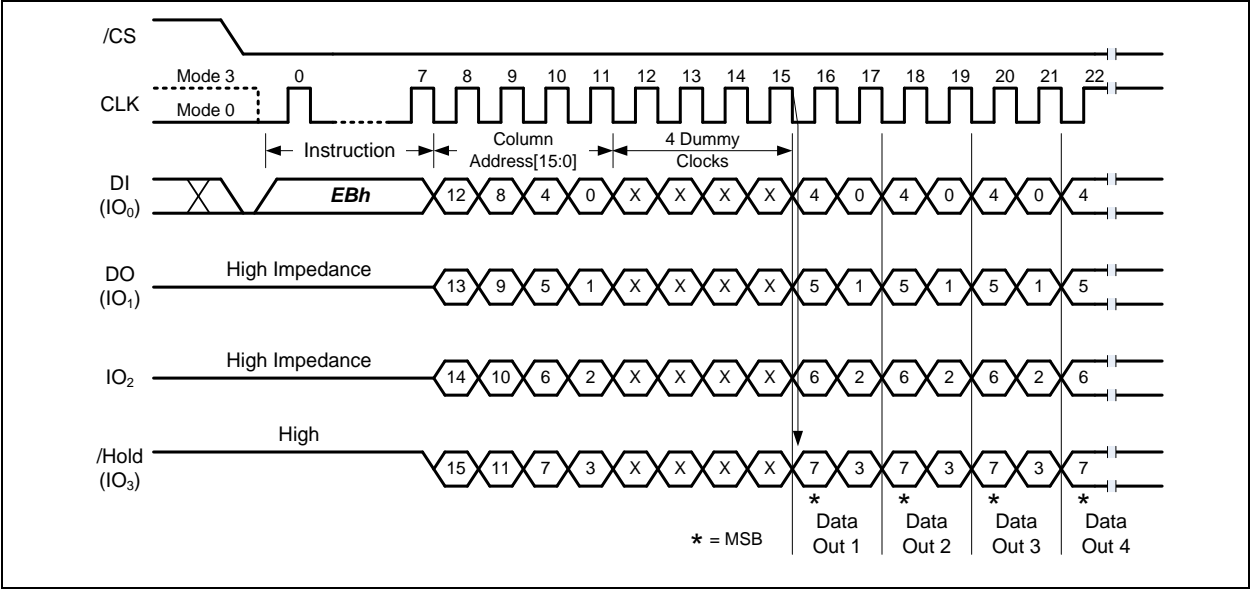 /CS
Mode 3 0 7 8 9 10 11 12 13 14 15 16 17 18 19 20 21 22
CLK
Mode 0
Instruction
Column
Address[15:0]
4 Dummy
Clocks
DI
(IO0)
EBh 12 8 4 0 X X X X 4 0 4 0 4 0 4
High Impedance
DO
(IO1)
13 9 5 1 X X X X 5 1 5 1 5 1 5
High Impedance
IO2
14 10 6 2 X X X X 6 2 6 2 6 2 6
High
/Hold
(IO3)
15 11 7 3 X X X X 7 3 7 3 7 3 7
* * * *
* = MSB
Data
Out 1
Data
Out 2
Data
Out 3
Data
Out 4